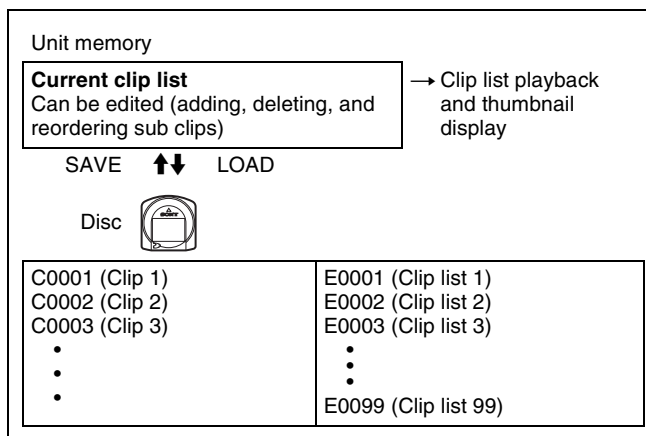 Unit memory
Current clip list
Can be edited (adding, deleting, and
reordering sub clips)
→ Clip list playback
and thumbnail
display
SAVE
LOAD
Disc
SONY
C0001 (Clip 1)
C0002 (Clip 2)
C0003 (Clip 3)
•
•
•
E0001 (Clip list 1)
E0002 (Clip list 2)
E0003 (Clip list 3)
•
•
•
E0099 (Clip list 99)